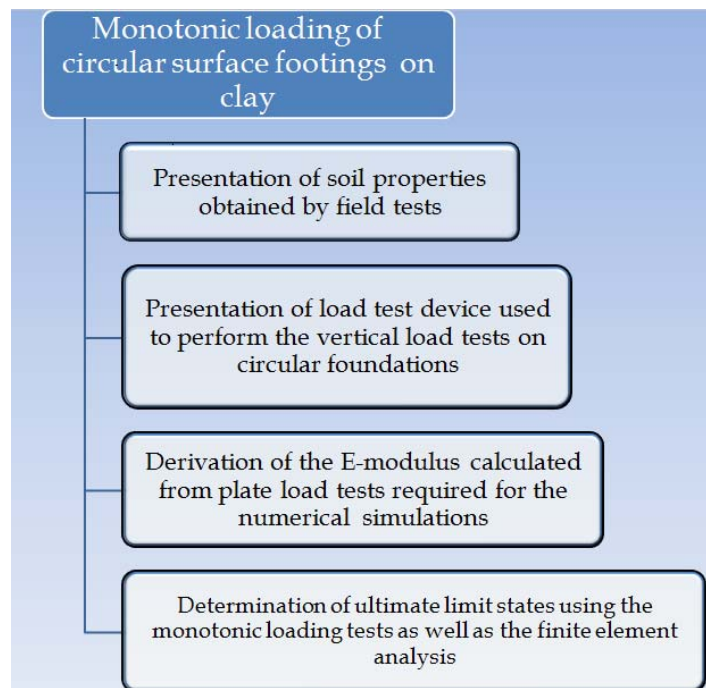 Monotonic loading of
circular surface footings on
clay
Presentation of soil properties
obtained by field tests
Presentation of load test device used
to perform the vertical load tests on
circular foundations
Derivation of the E-modulus calculated
from plate load tests required for the
numerical simulations
Determination of ultimate limit states using the
monotonic loading tests as well as the finite element
analysis